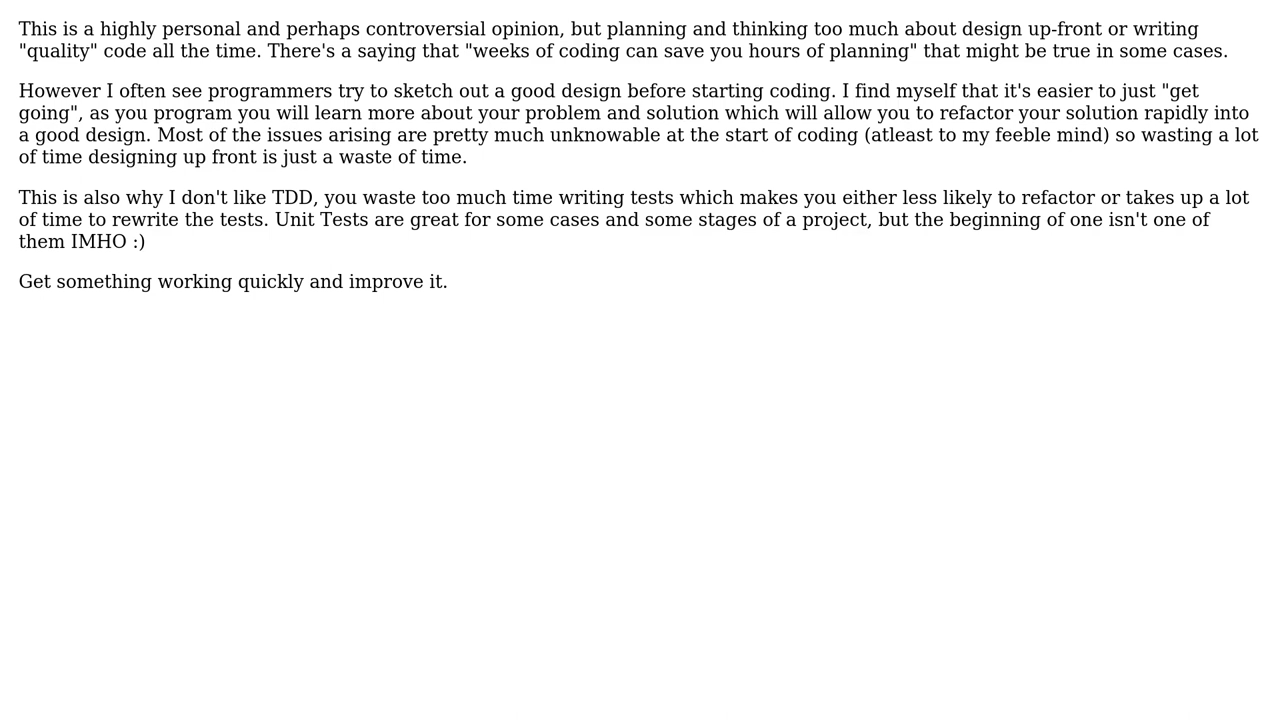 This is a highly personal and perhaps controversial opinion, but planning and thinking too much about design up-front or writing
"quality" code all the time. There's a saying that "weeks of coding can save you hours of planning" that might be true in some cases.
However I often see programmers try to sketch out a good design before starting coding. I find myself that it's easier to just "get
going", as you program you will learn more about your problem and solution which will allow you to refactor your solution rapidly into
a good design. Most of the issues arising are pretty much unknowable at the start of coding (atleast to my feeble mind) so wasting a lot
of time designing up front is just a waste of time.
This is also why I don't like TDD, you waste too much time writing tests which makes you either less likely to refactor or takes up a lot
of time to rewrite the tests. Unit Tests are great for some cases and some stages of a project, but the beginning of one isn't one of
them IMHO :)
Get something working quickly and improve it.